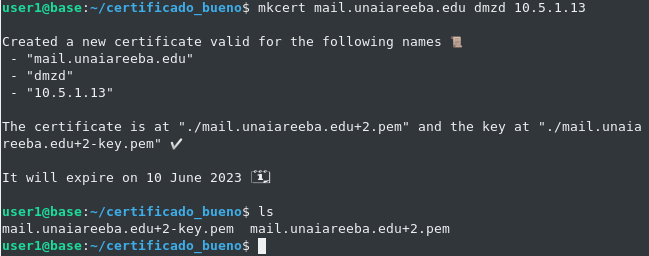 user1@base:~/certificado_bueno$ mkcert mail.unaiareeba.edu dmzd 10.5.1.13
Created a new certificate valid for the following names 📜
- "mail.unaiareeba.edu"
- "dmzd"
- "10.5.1.13"
The certificate is at "./mail.unaiareeba.edu+2.pem" and the key at "./mail.unaia
reeba.edu+2-key.pem" ✔
It will expire on 10 June 2023 🗓
user1@base:~/certificado_bueno$ ls
mail.unaiareeba.edu+2-key.pem  mail.unaiareeba.edu+2.pem
user1@base:~/certificado_bueno$